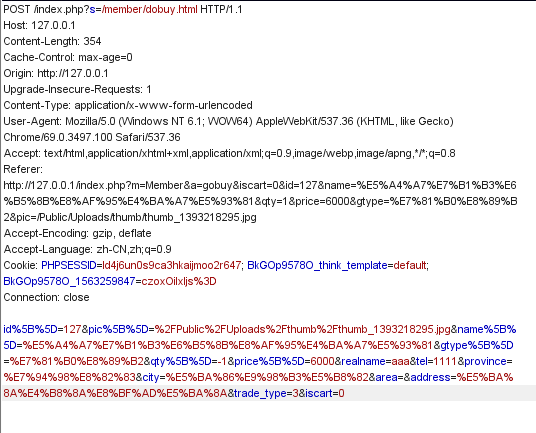 POST /index.php?s=/member/dobuy.html HTTP/1.1
Host: 127.0.0.1
Content-Length: 354
Cache-Control: max-age=0
Origin: http://127.0.0.1
Upgrade-Insecure-Requests: 1
Content-Type: application/x-www-form-urlencoded
User-Agent: Mozilla/5.0 (Windows NT 6.1; WOW64) AppleWebKit/537.36 (KHTML, like Gecko)
Chrome/69.0.3497.100 Safari/537.36
Accept: text/html,application/xhtml+xml,application/xml;q=0.9,image/webp,image/apng,*/*;q=0.8
Referer:
http://127.0.0.1/index.php?m=Member&a=gobuy&iscart=0&id=127&name=%E5%A4%A7%E7%B1%B3%E6
%B5%8B%E8%AF%95%E4%BA%A7%E5%93%81&qty=1&price=6000&gtype=%E7%81%B0%E8%89%B
2&pic=/Public/Uploads/thumb/thumb_1393218295.jpg
Accept-Encoding: gzip, deflate
Accept-Language: zh-CN,zh;q=0.9
Cookie: PHPSESSID=ld4j6un0s9ca3hkaijmoo2r647; BkGOp9578O_think_template=default;
BkGOp9578O_1563259847=czoxOilxIjs%3D
Connection: close
id%5B%5D=127&pic%5B%5D=%2FPublic%2FUploads%2Fthumb%2Fthumb_1393218295.jpg&name%5B%
5D=%E5%A4%A7%E7%B1%B3%E6%B5%8B%E8%AF%95%E4%BA%A7%E5%93%81&gtype%5B%5D
=%E7%81%B0%E8%89%B2&qty%5B%5D=-1&price%5B%5D=6000&realname=aaa&tel=1111&province=
%E7%94%98%E8%82%83&city=%E5%BA%86%E9%98%B3%E5%B8%82&area=&address=%E5%BA%
8A%E4%B8%8A%E8%BF%AD%E5%BA%8A&trade_type=3&iscart=0